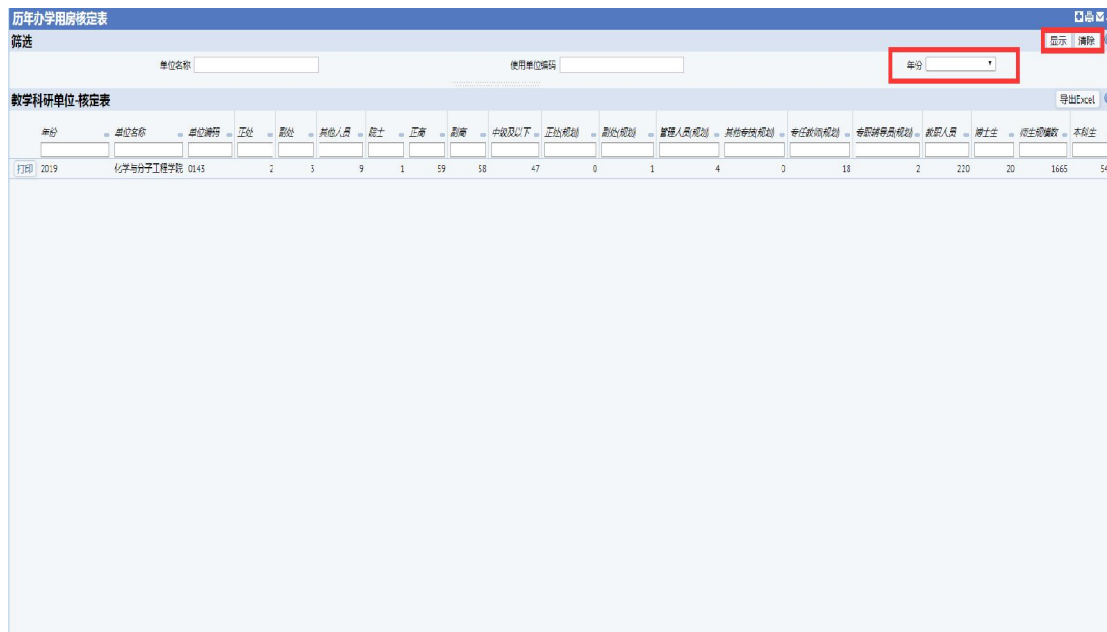 历年办学用房核定表
筛选 显示 清除
单位名称 使用单位编码 年份
教学科研单位-核定表 导出Excel
年份 单位名称 单位编码 正处 副处 其他人员 院士 正高 副高 中级及以下 正处(规划) 副处(规划) 管理人员(规划) 其他专技(规划) 专任教师(规划) 专职辅导员(规划) 教职人员 博士生 师生规模数 本科生
打印 2019 化学与分子工程学院 0143 2 3 9 1 59 58 47 0 1 4 0 18 2 220 20 1665 54